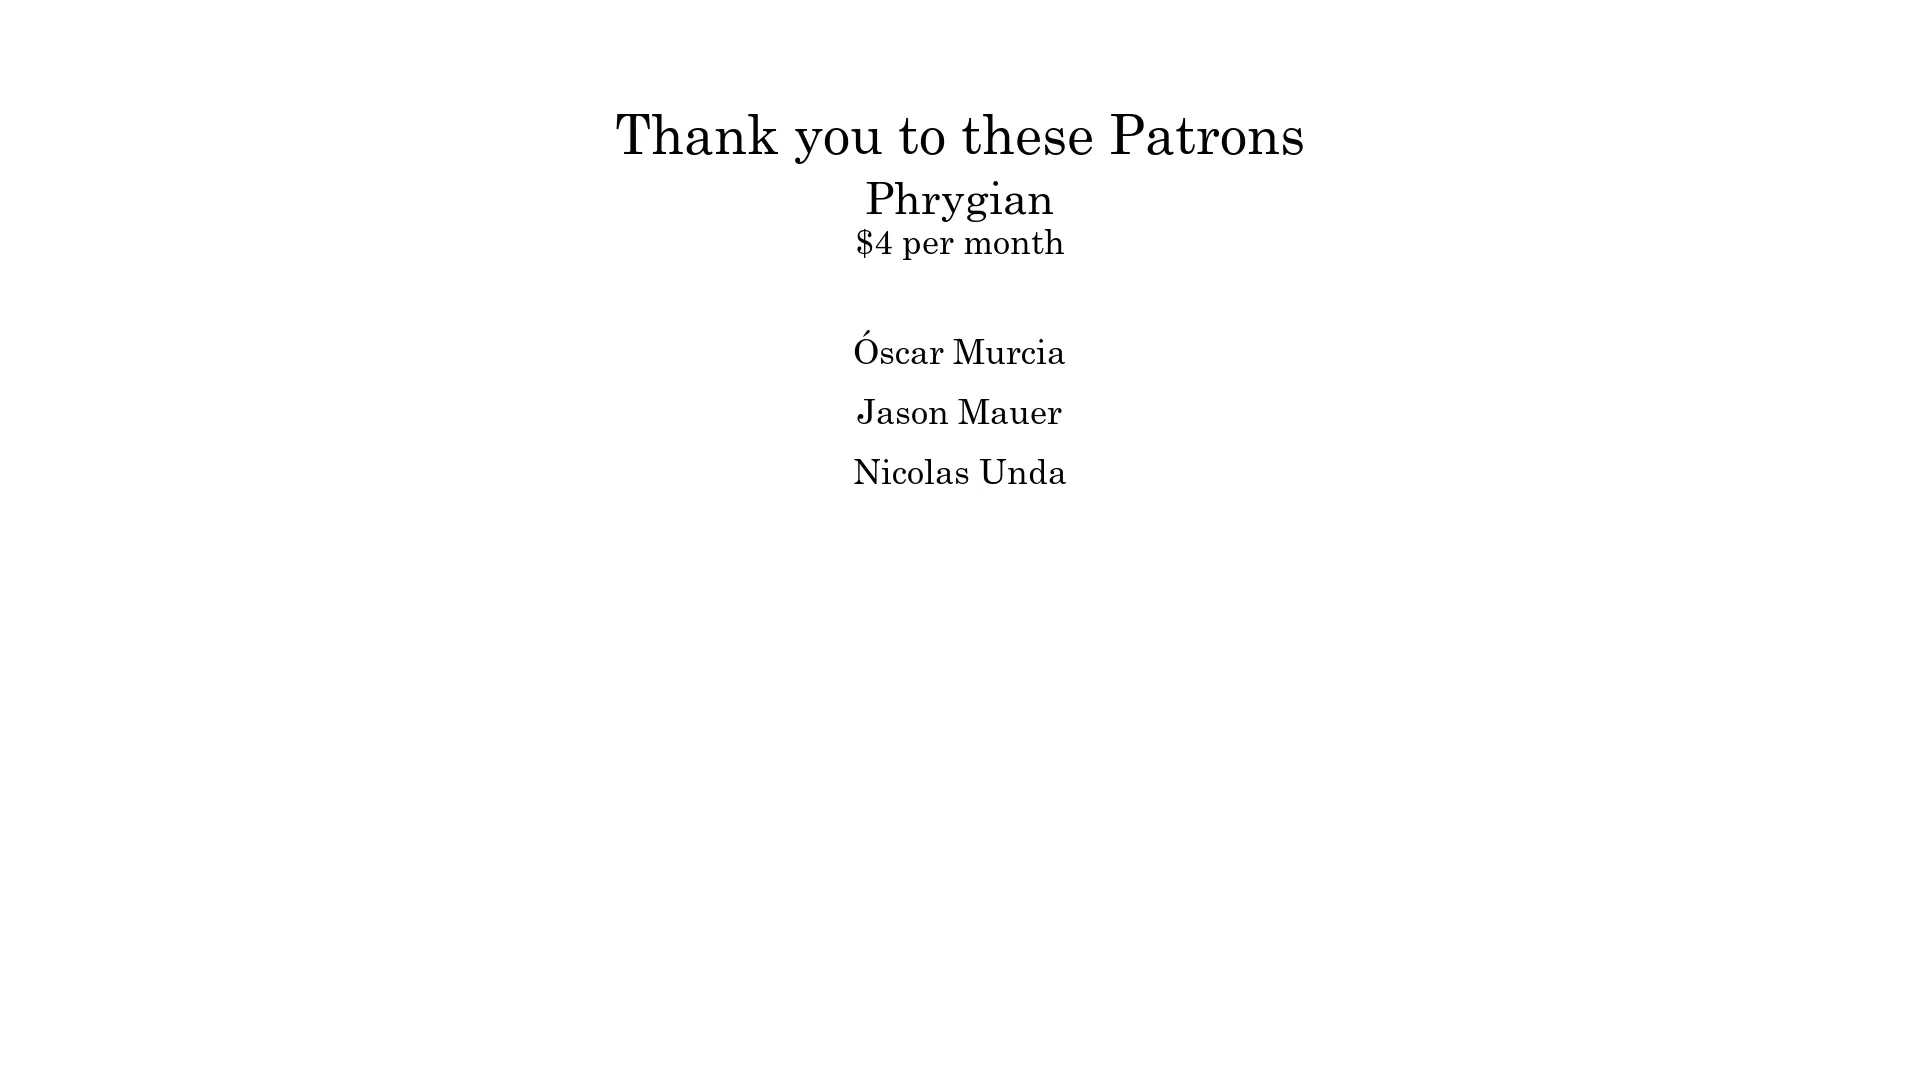 Thank you to these Patrons
Phrygian
$4 per month
Óscar Murcia
Jason Mauer
Nicolas Unda